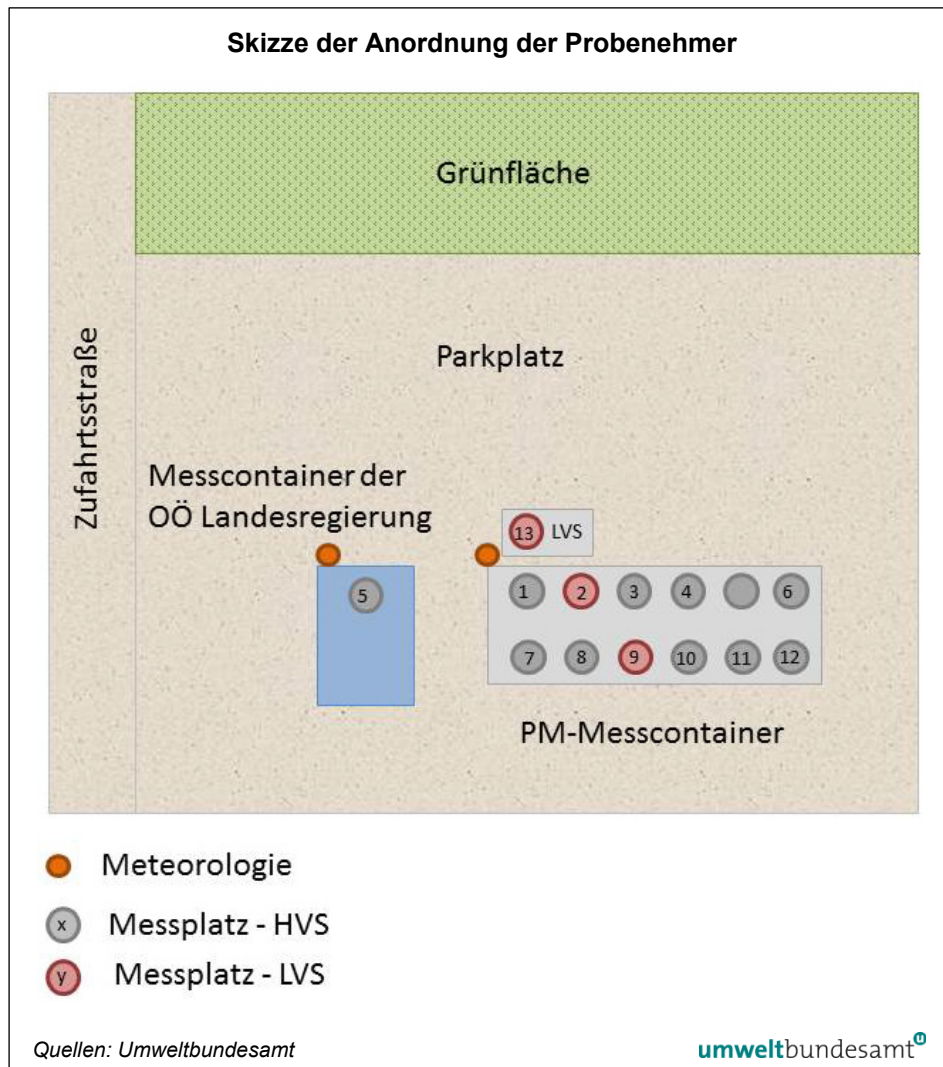 Skizze der Anordnung der Probenehmer
Grünfläche
Zufahrtsstraße
Parkplatz
Messcontainer der
OÖ Landesregierung
13 LVS
5
1 2 3 4 6
7 8 9 10 11 12
PM-Messcontainer
Meteorologie
x Messplatz - HVS
y Messplatz - LVS
Quellen: Umweltbundesamt
umweltbundesamt u